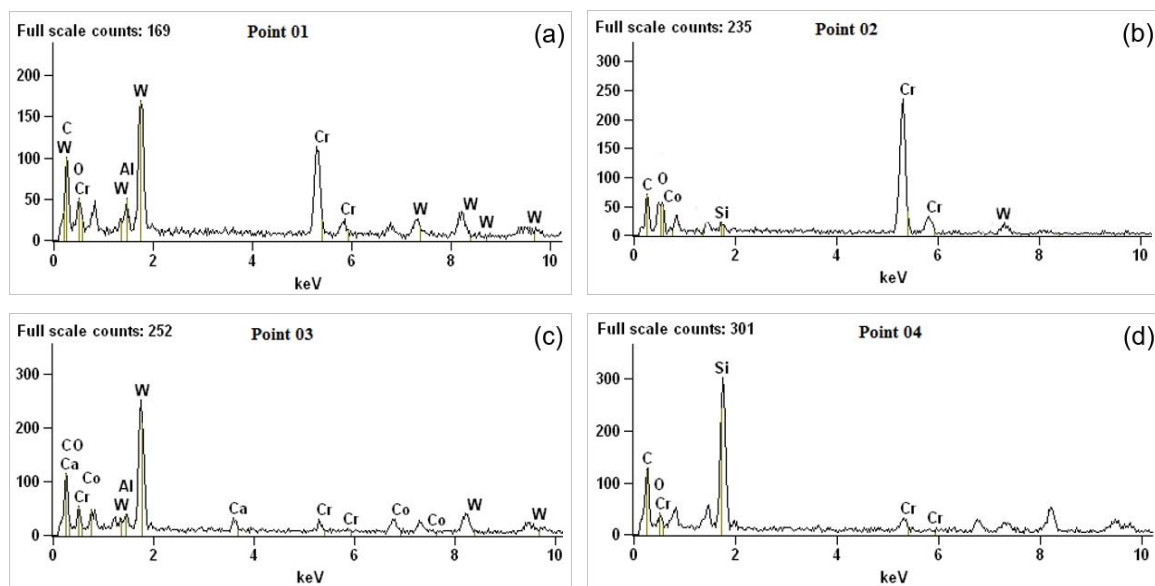 Full scale counts: 169 Point 01 (a)
200
150
100
50
0
C
W
O
Cr
Al
W
W
Cr
Cr
W
W
W
W
0 2 4 6 8 10
keV
Full scale counts: 235 Point 02 (b)
300
250
200
150
100
50
0
C
O
Co
Si
Cr
Cr
W
0 2 4 6 8 10
keV
Full scale counts: 252 Point 03 (c)
300
200
100
0
C O
Ca
Cr
Co
Al
W
W
Ca
Cr
Cr
Co
Co
W
W
0 2 4 6 8 10
keV
Full scale counts: 301 Point 04 (d)
300
200
100
0
C
O
Cr
Si
Cr
Cr
0 2 4 6 8 10
keV